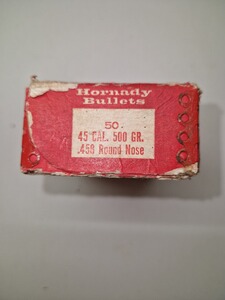 Hornady
Bullets
50
45 CAL. 500 GR.
.458 Round Nose